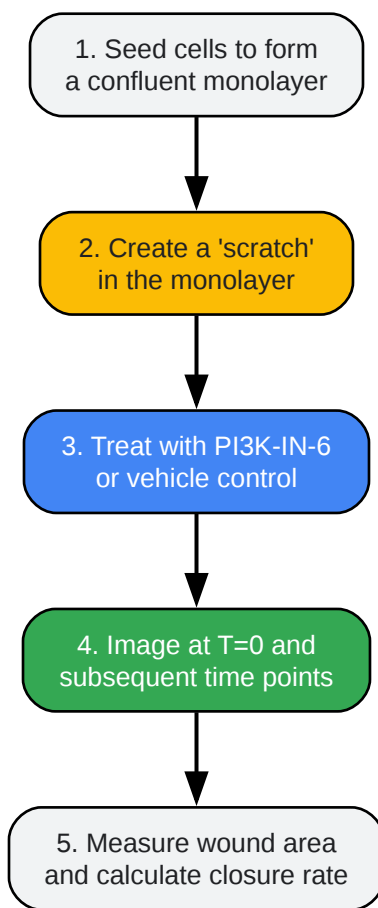 1. Seed cells to form
a confluent monolayer
2. Create a 'scratch'
in the monolayer
3. Treat with PI3K-IN-6
or vehicle control
4. Image at T=0 and
subsequent time points
5. Measure wound area
and calculate closure rate